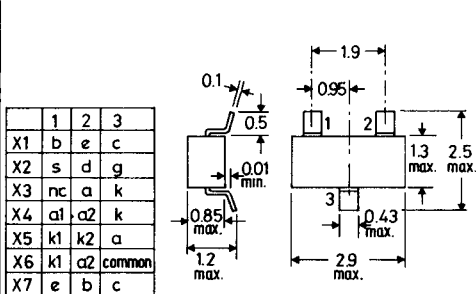 1 2 3
X1 b e c
X2 s d g
X3 nc a k
X4 a1 a2 k
X5 k1 k2 a
X6 k1 a2 common
X7 e b c
0.1
0.5
0.01
min.
0.85
max.
1.2
max.
1.9
0.95
1 2
3
1.3
max.
2.5
max.
0.43
max.
2.9
max.